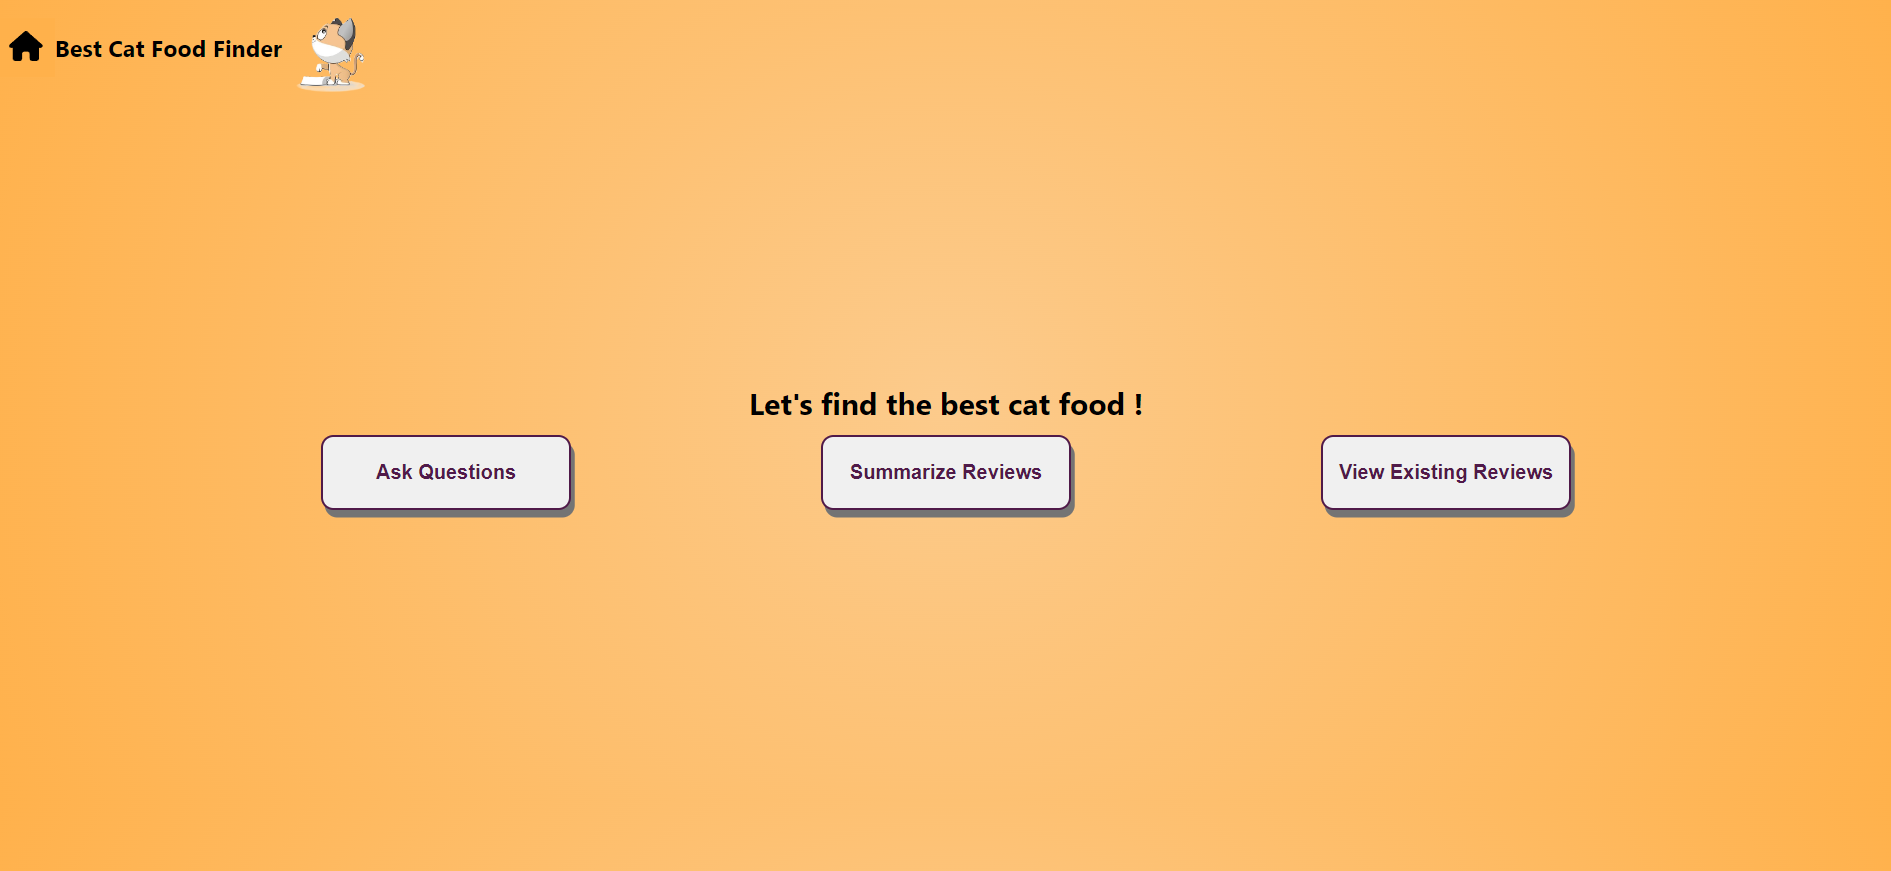 Best Cat Food Finder
Let's find the best cat food !
Ask Questions
Summarize Reviews
View Existing Reviews